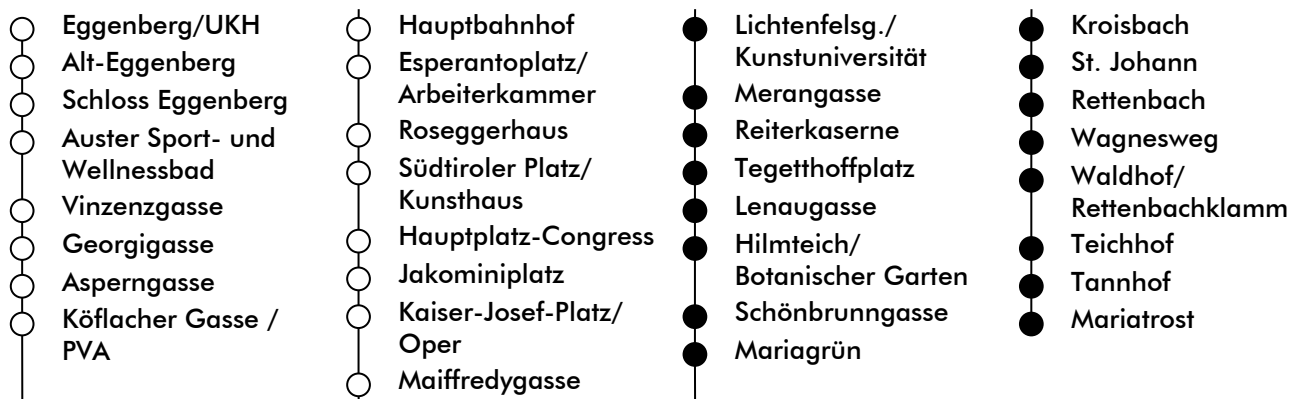 Eggenberg/UKH
Alt-Eggenberg
Schloss Eggenberg
Auster Sport- und
Wellnessbad
Vinzenzgasse
Georgigasse
Asperngasse
Köflacher Gasse /
PVA
Hauptbahnhof
Esperantoplatz/
Arbeiterkammer
Roseggerhaus
Südtiroler Platz/
Kunsthaus
Hauptplatz-Congress
Jakominiplatz
Kaiser-Josef-Platz/
Oper
Maiffredygasse
Lichtenfelsg./
Kunstuniversität
Merangasse
Reiterkaserne
Tegetthoffplatz
Lenaugasse
Hilmteich/
Botanischer Garten
Schönbrunngasse
Mariagrün
Kroisbach
St. Johann
Rettenbach
Wagnesweg
Waldhof/
Rettenbachklamm
Teichhof
Tannhof
Mariatrost